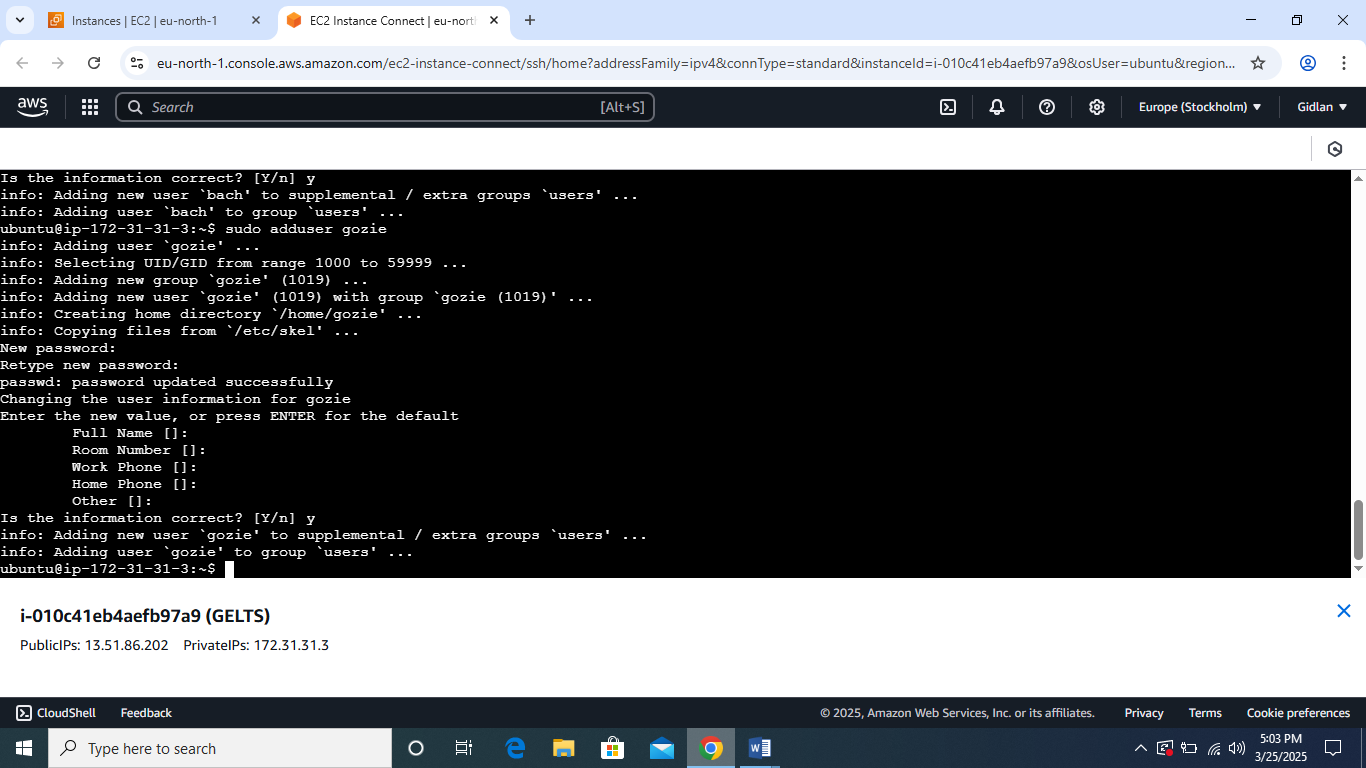 Instances | EC2 | eu-north-1
EC2 Instance Connect | eu-nort
eu-north-1.console.aws.amazon.com/ec2-instance-connect/ssh/home?addressFamily=ipv4&connType=standard&instanceId=i-010c41eb4aefb97a9&osUser=ubuntu&region...
aws
Search
[Alt+S]
Europe (Stockholm)
Gidlan
Is the information correct? [Y/n] y
info: Adding new user `bach' to supplemental / extra groups `users' ...
info: Adding user `bach' to group `users' ...
ubuntu@ip-172-31-31-3:~$ sudo adduser gozie
info: Adding user `gozie' ...
info: Selecting UID/GID from range 1000 to 59999 ...
info: Adding new group `gozie' (1019) ...
info: Adding new user `gozie' (1019) with group `gozie (1019)' ...
info: Creating home directory `/home/gozie' ...
info: Copying files from `/etc/skel' ...
New password:
Retype new password:
passwd: password updated successfully
Changing the user information for gozie
Enter the new value, or press ENTER for the default
Full Name []:
Room Number []:
Work Phone []:
Home Phone []:
Other []:
Is the information correct? [Y/n] y
info: Adding new user `gozie' to supplemental / extra groups `users' ...
info: Adding user `gozie' to group `users' ...
ubuntu@ip-172-31-31-3:~$
i-010c41eb4aefb97a9 (GELTS)
PublicIPs: 13.51.86.202 PrivateIPs: 172.31.31.3
CloudShell
Feedback
© 2025, Amazon Web Services, Inc. or its affiliates.
Privacy
Terms
Cookie preferences
Type here to search
5:03 PM
3/25/2025